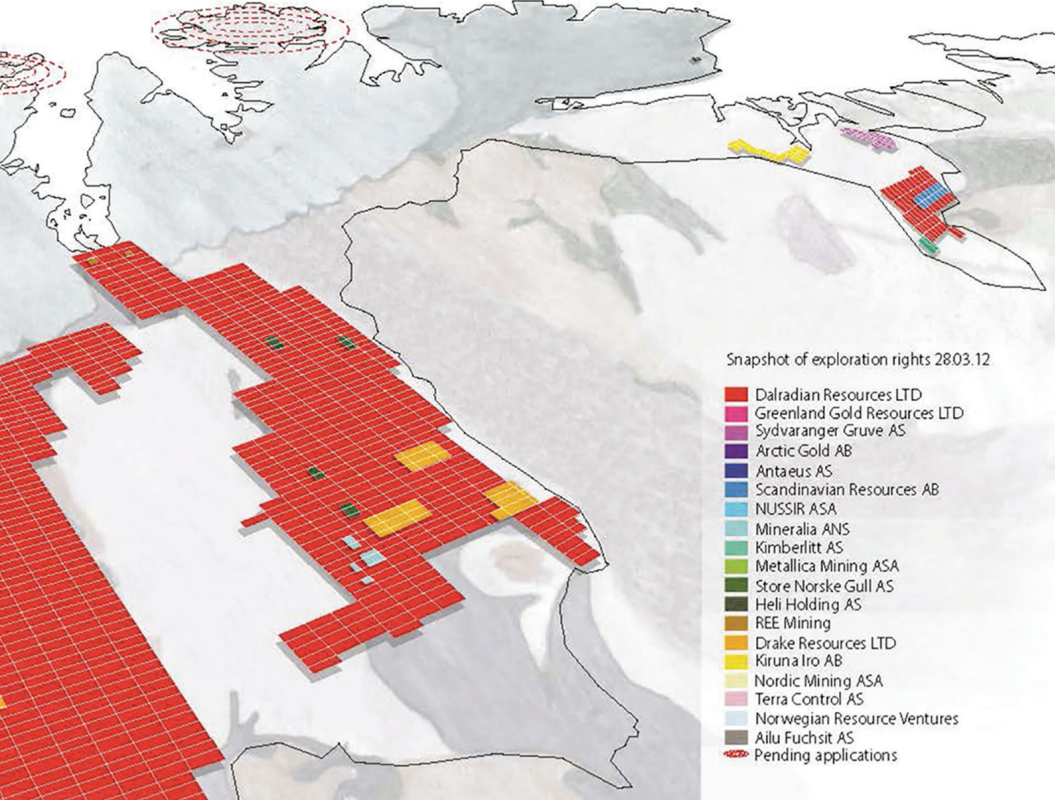 Snapshot of exploration rights 28.03.12
Dalradian Resources LTD
Greenland Gold Resources LTD
Sydvaranger Gruve AS
Arctic Gold AB
Antaeus AS
Scandinavian Resources AB
NUSSIR ASA
Mineralia ANS
Kimberlitt AS
Metallica Mining ASA
Store Norske Gull AS
Heli Holding AS
REE Mining
Drake Resources LTD
Kiruna Iro AB
Nordic Mining ASA
Terra Control AS
Norwegian Resource Ventures
Ailu Fuchsit AS
Pending applications